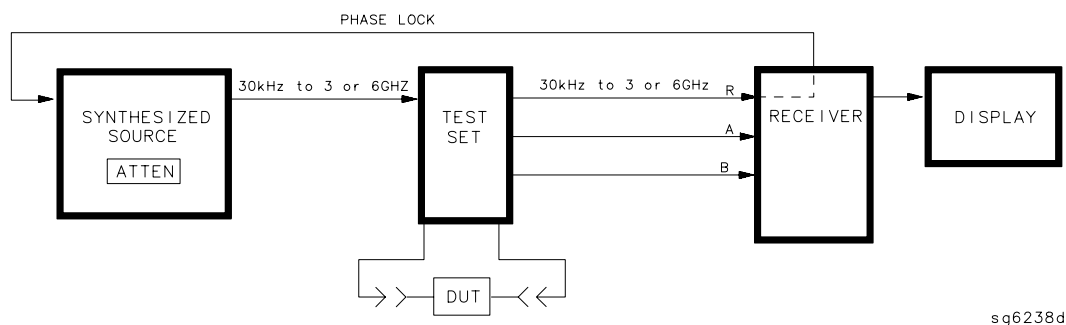 PHASE LOCK
30kHz to 3 or 6GHZ
30kHz to 3 or 6GHz
R
SYNTHESIZED
SOURCE
ATTEN
TEST
SET
A
B
RECEIVER
DISPLAY
DUT
sq6238d